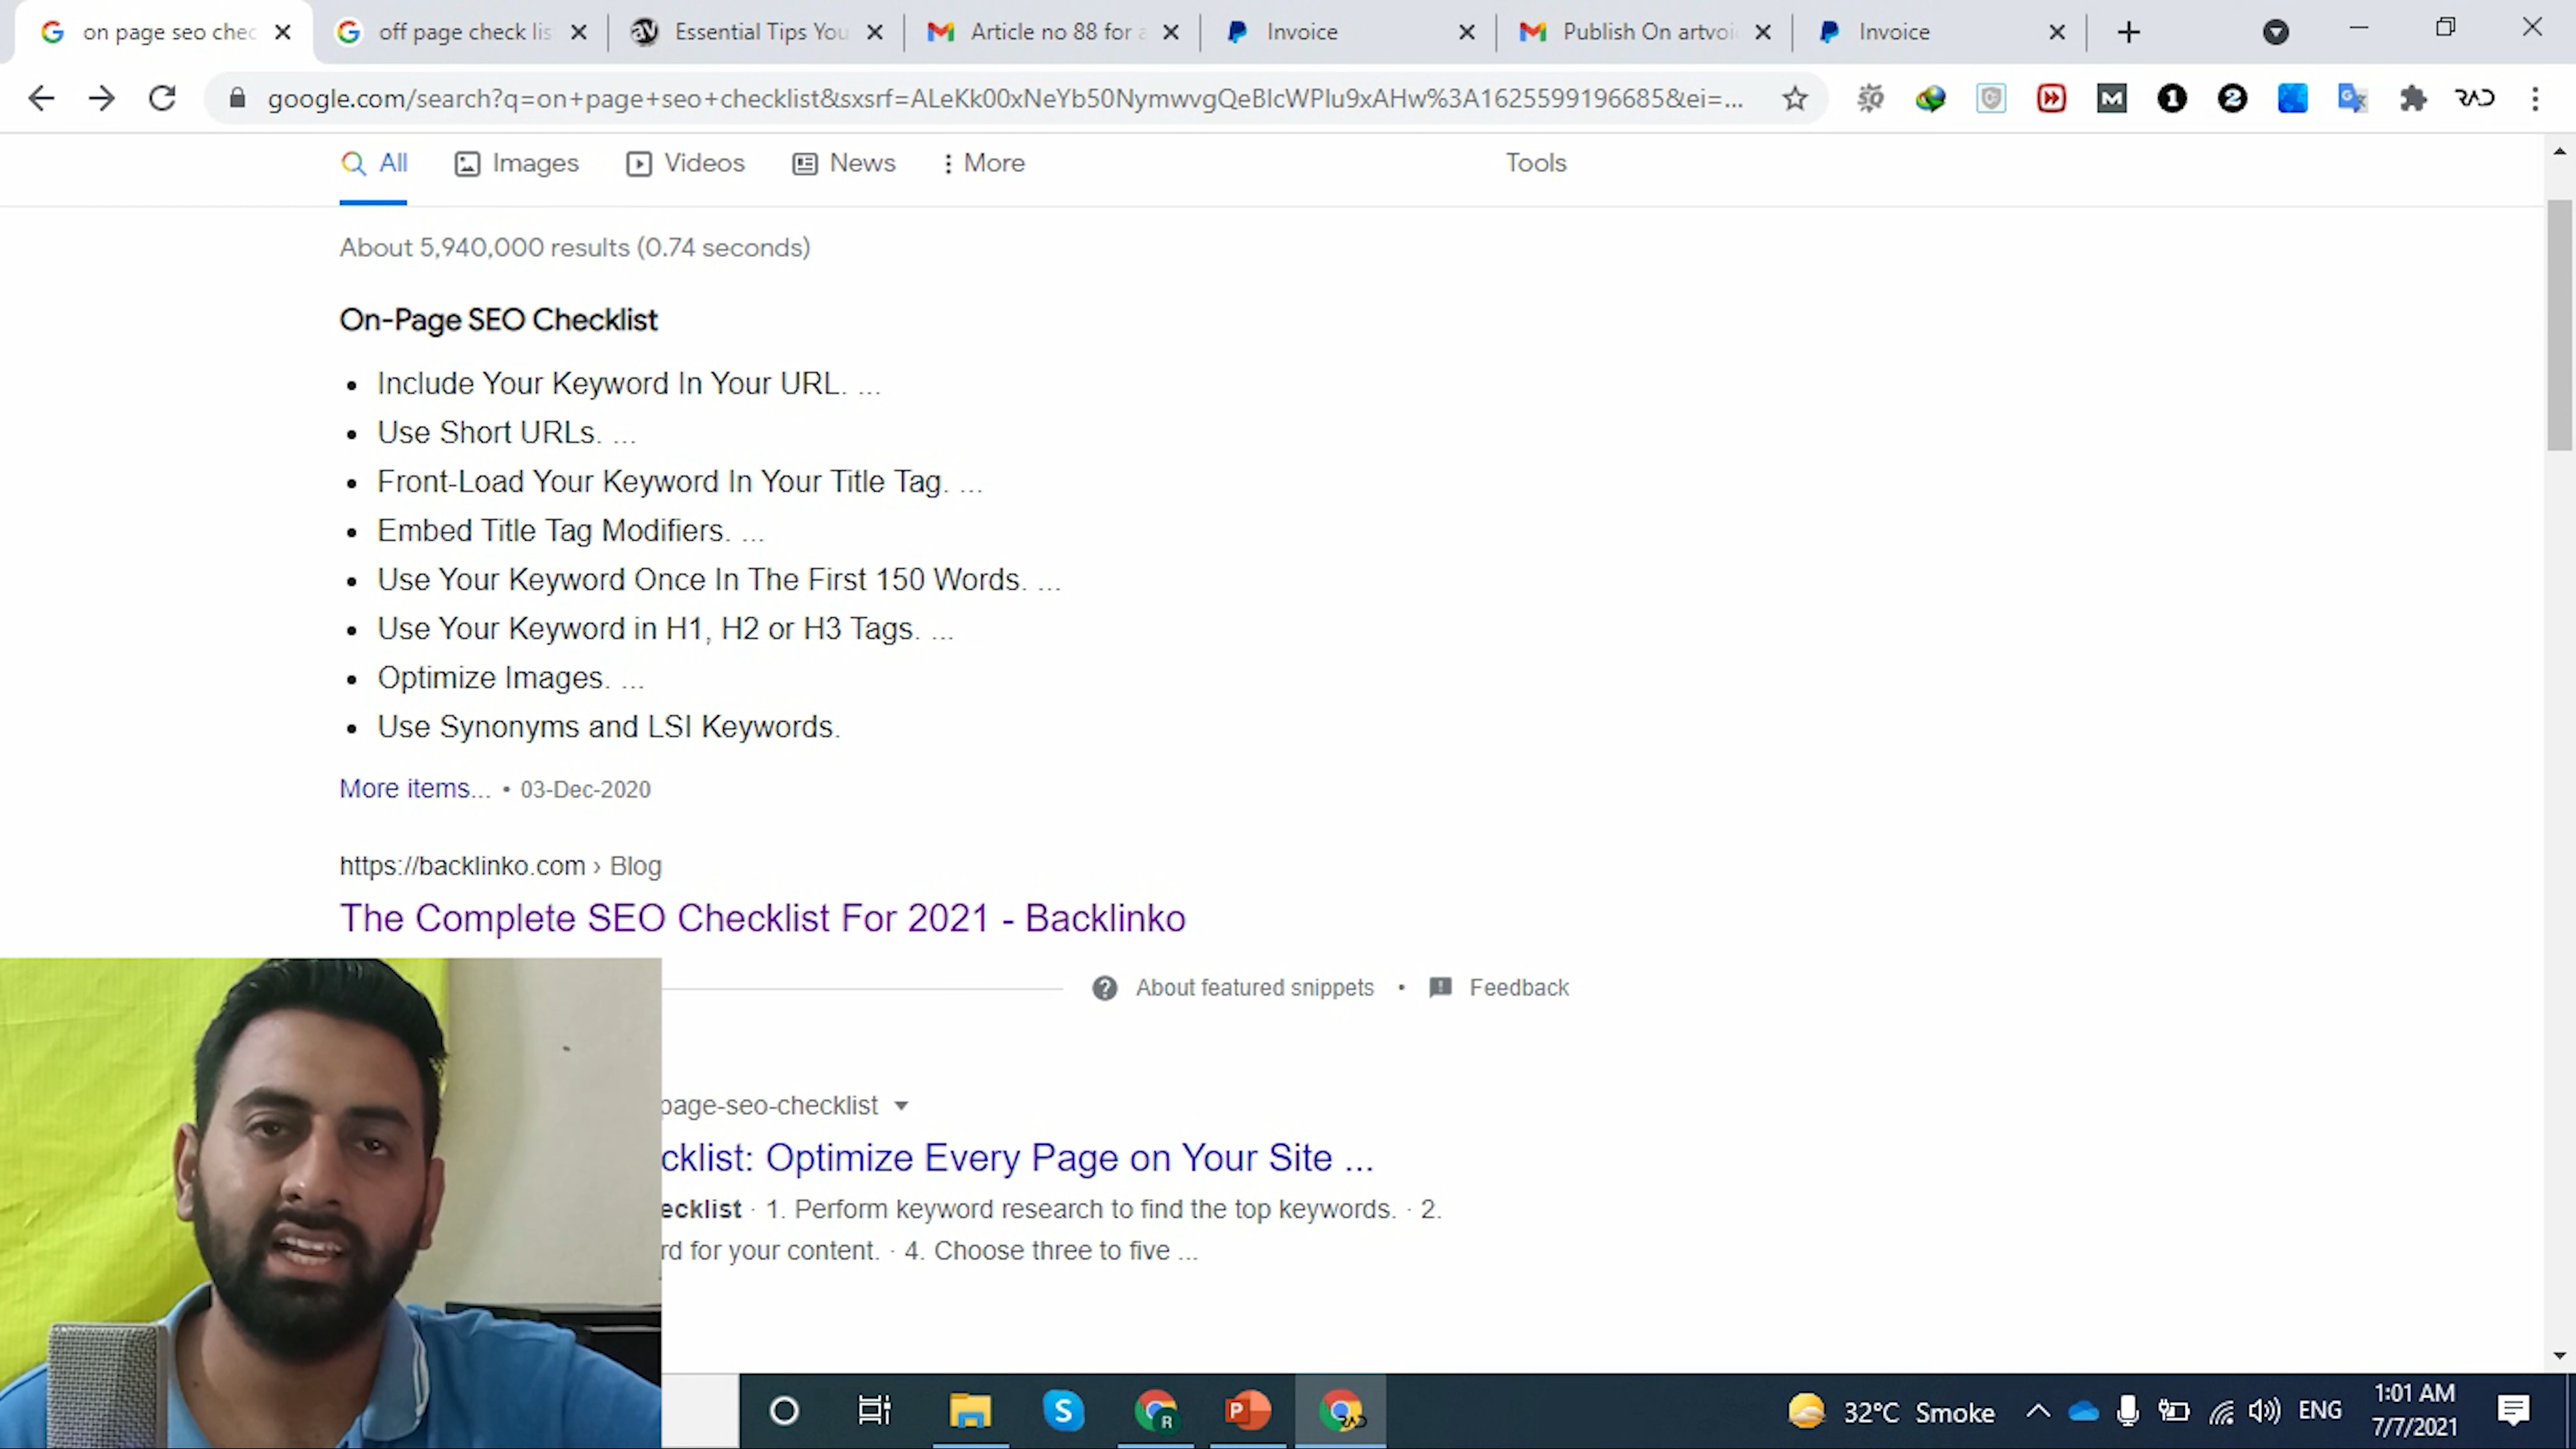 on page seo chec
off page check lis
Essential Tips You
Article no 88 for a
Invoice
Publish On artvoi
Invoice
google.com/search?q=on+page+seo+checklist&sxsrf=ALeKk00xNeYb50NymwvgQeBIcWPlu9xAHw%3A1625599196685&ei=...
All
Images
Videos
News
More
Tools
About 5,940,000 results (0.74 seconds)
On-Page SEO Checklist
Include Your Keyword In Your URL. ...
Use Short URLs. ...
Front-Load Your Keyword In Your Title Tag. ...
Embed Title Tag Modifiers. ...
Use Your Keyword Once In The First 150 Words. ...
Use Your Keyword in H1, H2 or H3 Tags. ...
Optimize Images. ...
Use Synonyms and LSI Keywords.
More items... • 03-Dec-2020
https://backlinko.com › Blog
The Complete SEO Checklist For 2021 - Backlinko
About featured snippets • Feedback
page-seo-checklist
cklist: Optimize Every Page on Your Site ...
ecklist · 1. Perform keyword research to find the top keywords. · 2.
rd for your content. · 4. Choose three to five ...
32°C Smoke
ENG
1:01 AM
7/7/2021